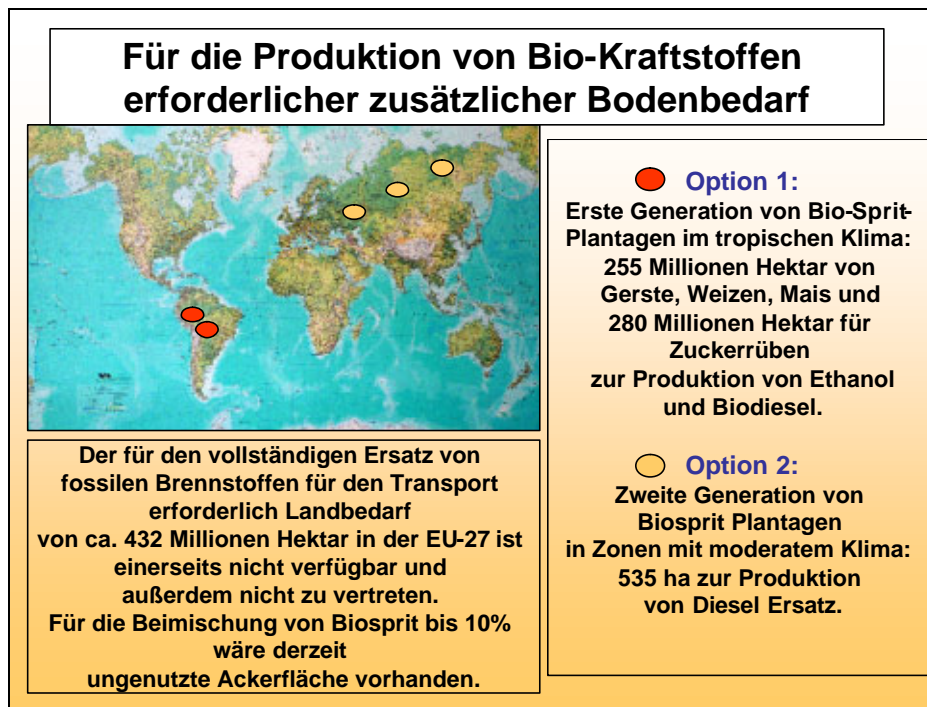 Für die Produktion von Bio-Kraftstoffen
erforderlicher zusätzlicher Bodenbedarf
Option 1:
Erste Generation von Bio-Sprit-
Plantagen im tropischen Klima:
255 Millionen Hektar von
Gerste, Weizen, Mais und
280 Millionen Hektar für
Zuckerrüben
zur Produktion von Ethanol
und Biodiesel.
Option 2:
Zweite Generation von
Biosprit Plantagen
in Zonen mit moderatem Klima:
535 ha zur Produktion
von Diesel Ersatz.
Der für den vollständigen Ersatz von
fossilen Brennstoffen für den Transport
erforderlich Landbedarf
von ca. 432 Millionen Hektar in der EU-27 ist
einerseits nicht verfügbar und
außerdem nicht zu vertreten.
Für die Beimischung von Biosprit bis 10%
wäre derzeit
ungenutzte Ackerfläche vorhanden.